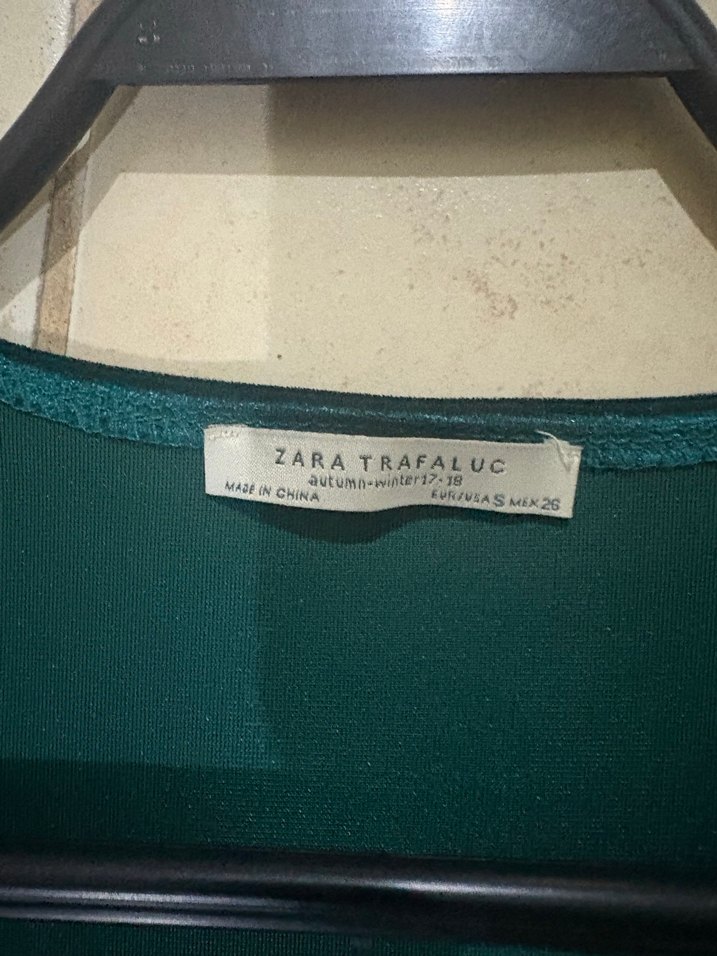 ZARA TRAFALUC
autumn-winter17-18
MADE IN CHINA
EUR/USA S MEX 26